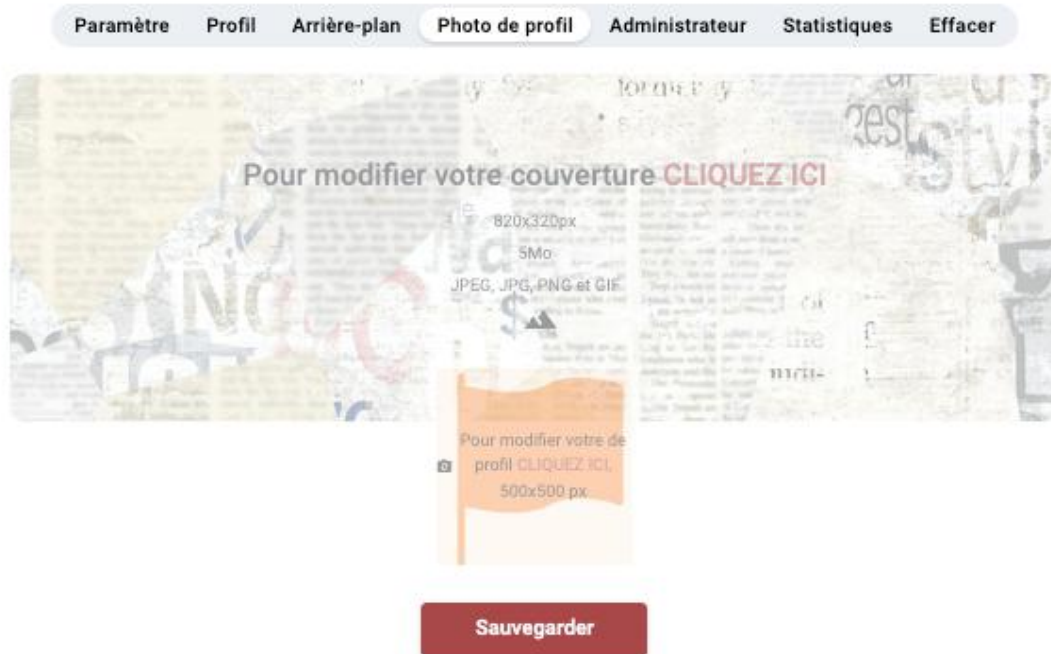 Paramètre Profil Arrière-plan Photo de profil Administrateur Statistiques Effacer
Pour modifier votre couverture CLIQUEZ ICI
820x320px
5Mo
JPEG, JPG, PNG et GIF
Pour modifier votre de
profil CLIQUEZ ICI,
500x500 px
Sauvegarder